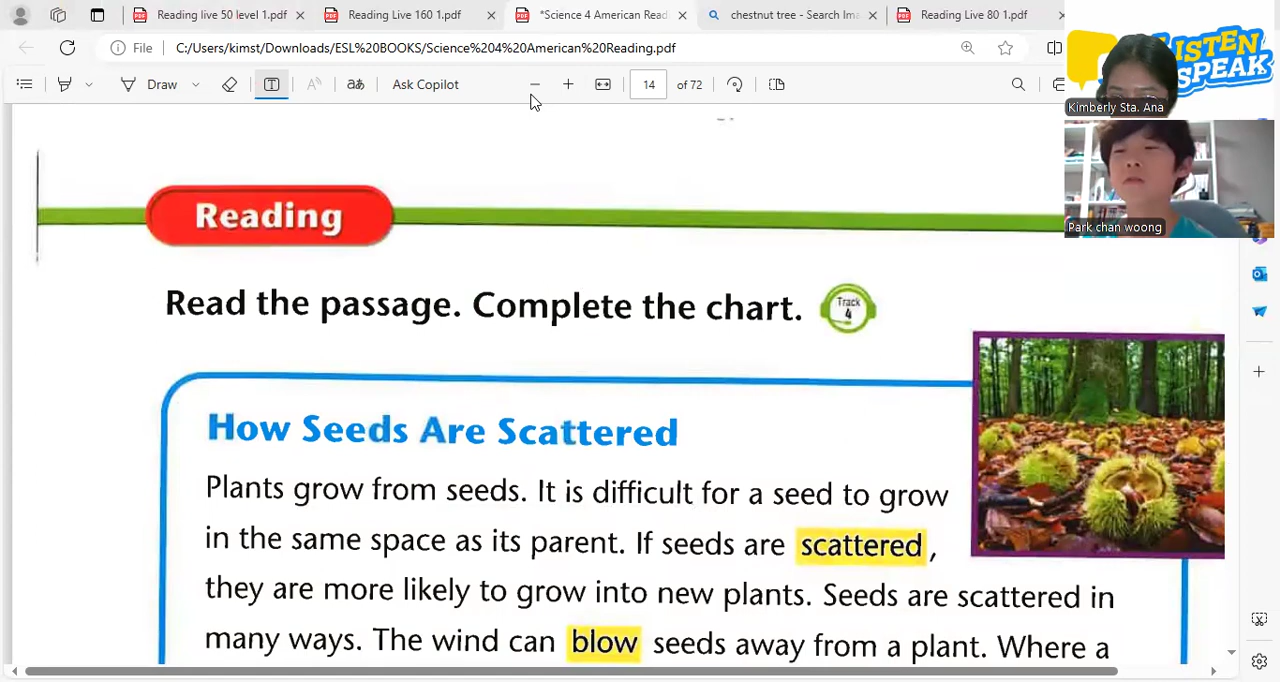 Reading live 50 level 1.pdf
Reading Live 160 1.pdf
*Science 4 American Readi
chestnut tree - Search Ima
Reading Live 80 1.pdf
File
C:/Users/kimst/Downloads/ESL%20BOOKS/Science%204%20American%20Reading.pdf
Draw
aあ
Ask Copilot
14
of 72
LISTEN
SPEAK
Kimberly Sta. Ana
Park chan woong
Reading
Read the passage. Complete the chart.
Track
4
How Seeds Are Scattered
Plants grow from seeds. It is difficult for a seed to grow
in the same space as its parent. If seeds are scattered,
they are more likely to grow into new plants. Seeds are scattered in
many ways. The wind can blow seeds away from a plant. Where a